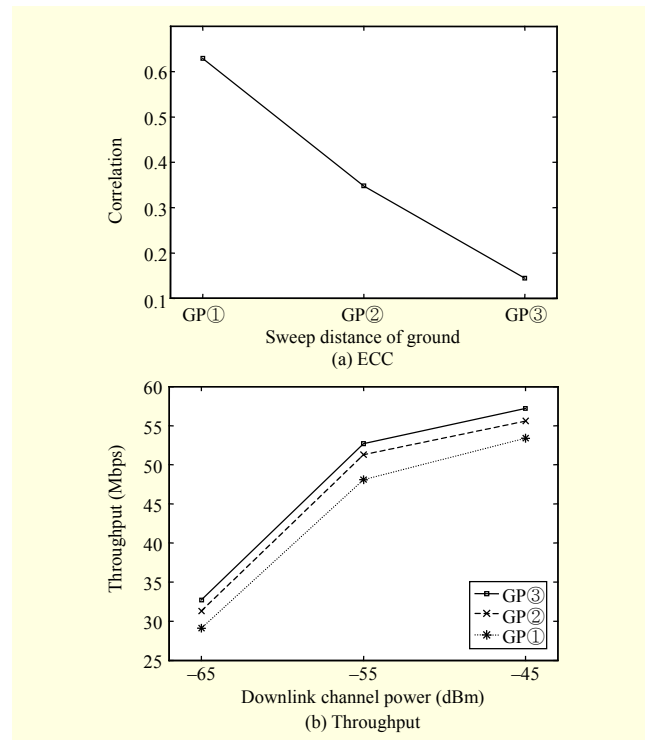 0.6
0.5
0.4
0.3
0.2
0.1
Correlation
GP① GP② GP③
Sweep distance of ground
(a) ECC
60
55
50
45
40
35
30
25
Throughput (Mbps)
GP③
GP②
GP①
–65 –55 –45
Downlink channel power (dBm)
(b) Throughput